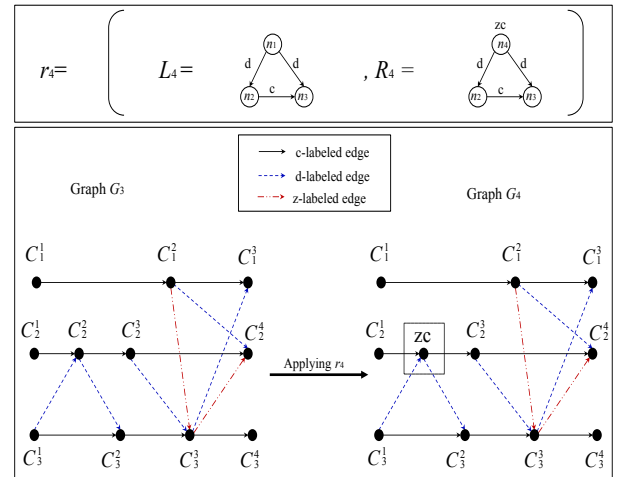 zc
r₄= ( L₄= n₁ , R₄ = n₄ )
d d d d
c c
n₂ n₃ n₂ n₃
c-labeled edge
d-labeled edge
z-labeled edge
Graph G₃ Graph G₄
C₁¹ C₁² C₁³ C₁¹ C₁² C₁³
C₂¹ C₂² C₂³ C₂⁴ C₂¹ zc C₂³ C₂⁴
Applying r₄
C₃¹ C₃² C₃³ C₃⁴ C₃¹ C₃² C₃³ C₃⁴